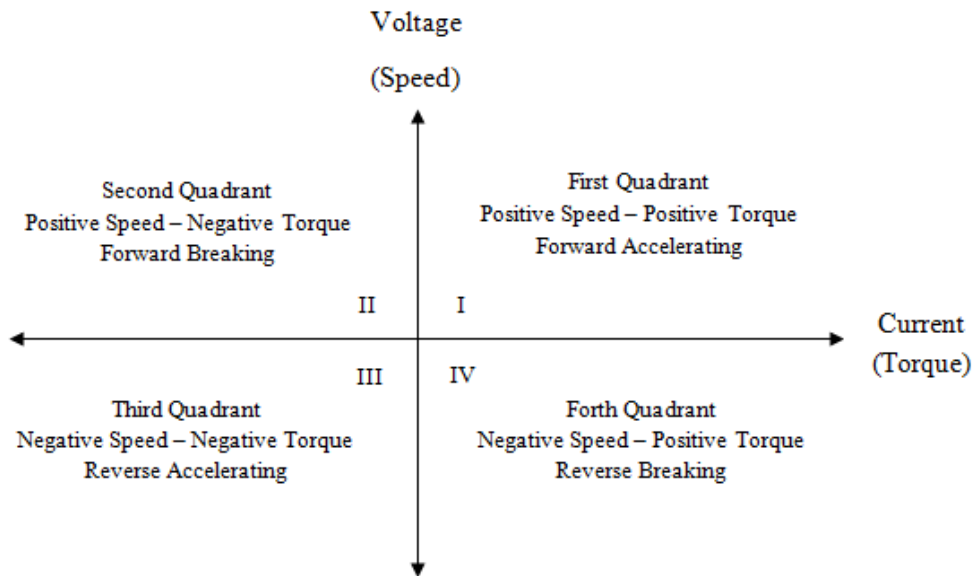 Voltage
(Speed)
Second Quadrant
Positive Speed – Negative Torque
Forward Breaking
First Quadrant
Positive Speed – Positive Torque
Forward Accelerating
II
I
Current
(Torque)
III
IV
Third Quadrant
Negative Speed – Negative Torque
Reverse Accelerating
Forth Quadrant
Negative Speed – Positive Torque
Reverse Breaking